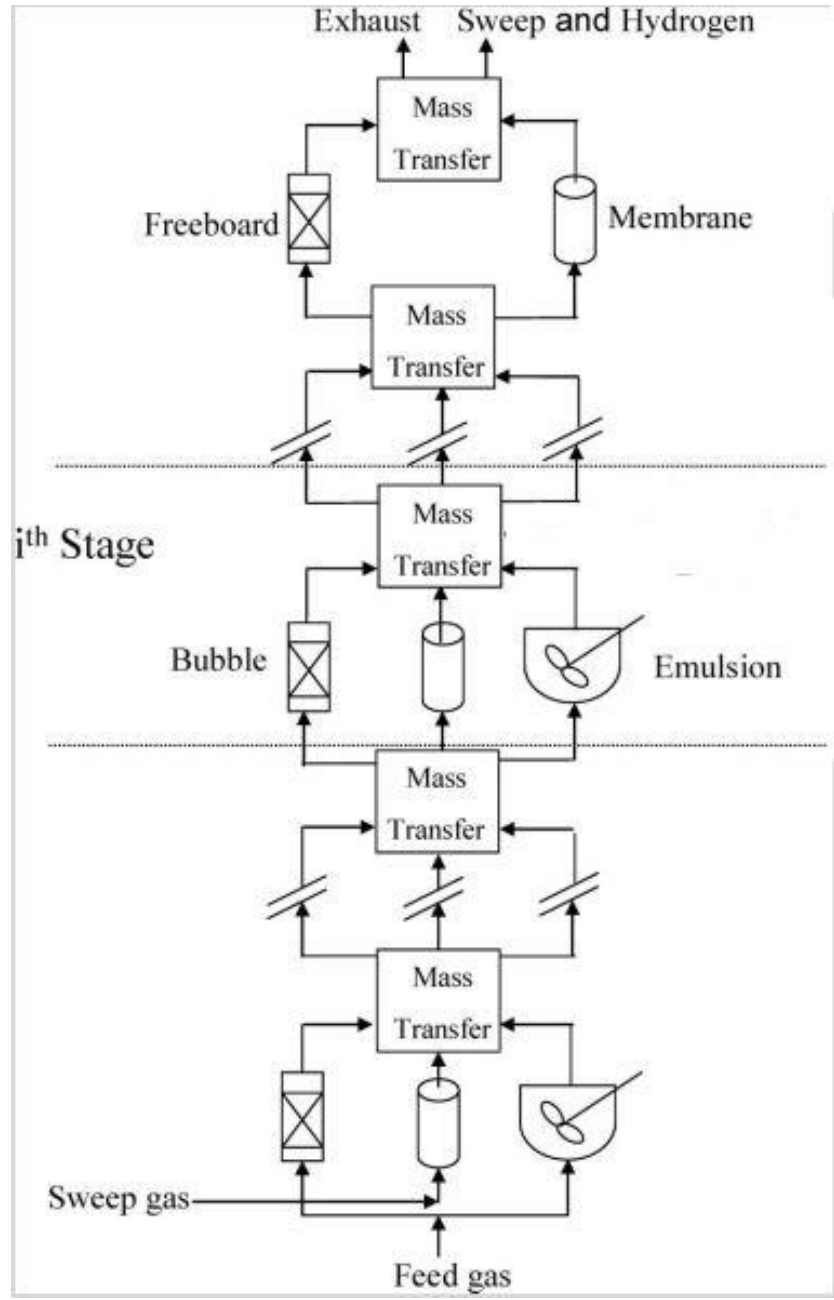 Exhaust Sweep and Hydrogen
Mass
Transfer
Freeboard
Membrane
Mass
Transfer
Mass
Transfer
i^th Stage
Bubble
Emulsion
Mass
Transfer
Mass
Transfer
Sweep gas
Feed gas